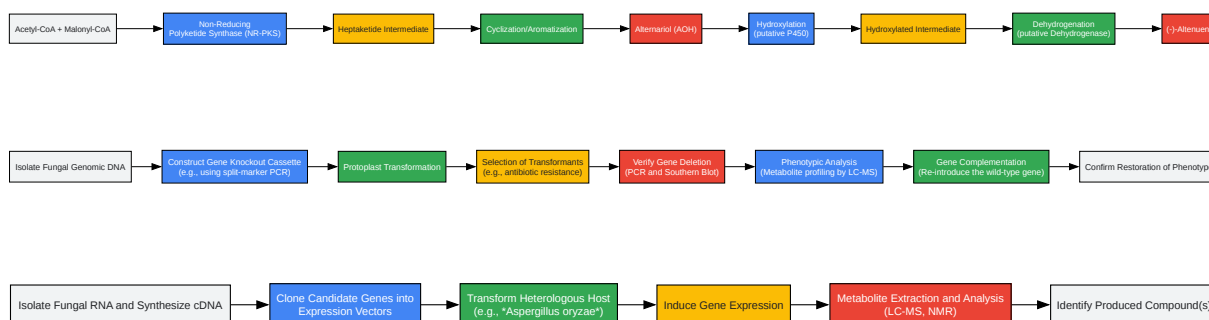 Acetyl-CoA + Malonyl-CoA
Non-Reducing
Polyketide Synthase (NR-PKS)
Heptaketide Intermediate
Cyclization/Aromatization
Alternariol (AOH)
Hydroxylation
(putative P450)
Hydroxylated Intermediate
Dehydrogenation
(putative Dehydrogenase)
(-)-Altenuen
Isolate Fungal Genomic DNA
Construct Gene Knockout Cassette
(e.g., using split-marker PCR)
Protoplast Transformation
Selection of Transformants
(e.g., antibiotic resistance)
Verify Gene Deletion
(PCR and Southern Blot)
Phenotypic Analysis
(Metabolite profiling by LC-MS)
Gene Complementation
(Re-introduce the wild-type gene)
Confirm Restoration of Phenotype
Isolate Fungal RNA and Synthesize cDNA
Clone Candidate Genes into
Expression Vectors
Transform Heterologous Host
(e.g., *Aspergillus oryzae*)
Induce Gene Expression
Metabolite Extraction and Analysis
(LC-MS, NMR)
Identify Produced Compound(s)